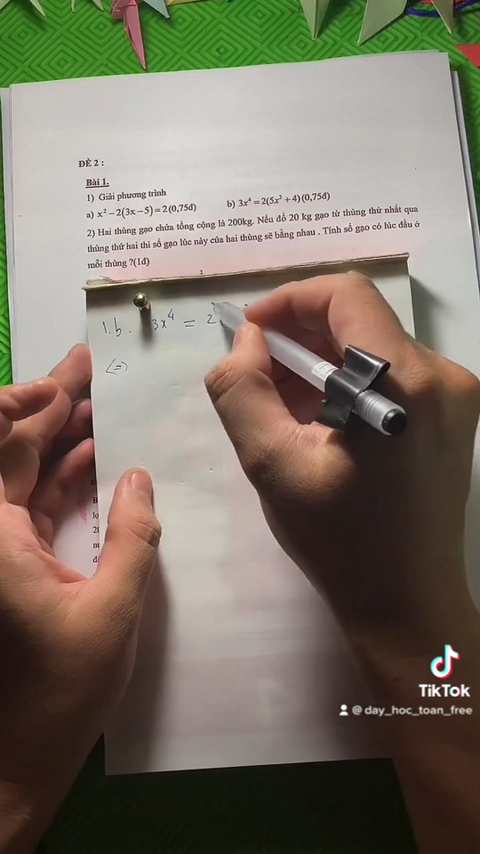 ĐỀ 2 :
Bài 1.
1) Giải phương trình
a) x² − 2(3x − 5) = 2 (0,75đ) b) 3x⁴ = 2(5x² + 4) (0,75đ)
2) Hai thùng gạo chứa tổng cộng là 200kg. Nếu đổ 20 kg gạo từ thùng thứ nhất qua
thùng thứ hai thì số gạo lúc này của hai thùng sẽ bằng nhau . Tính số gạo có lúc đầu ở
mỗi thùng ?(1đ)
1.b. 3x⁴ = 2
(=)
TikTok
@day_hoc_toan_free